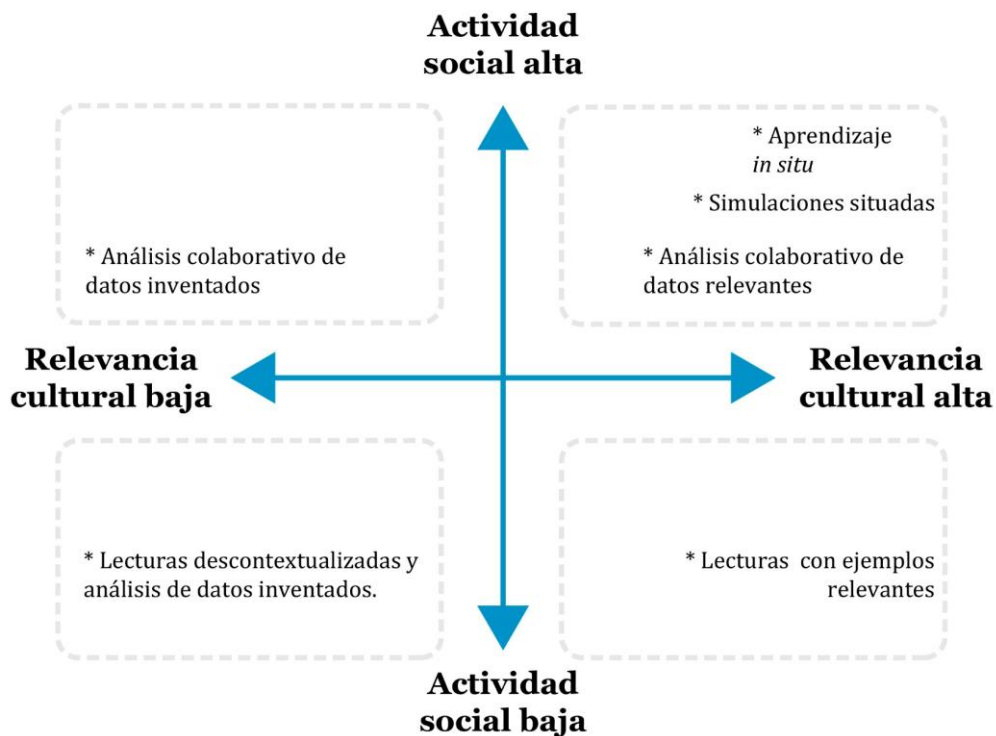 Actividad
social alta
* Aprendizaje
in situ
* Simulaciones situadas
* Análisis colaborativo de
datos inventados
* Análisis colaborativo de
datos relevantes
Relevancia
cultural baja
Relevancia
cultural alta
* Lecturas descontextualizadas y
análisis de datos inventados.
* Lecturas con ejemplos
relevantes
Actividad
social baja